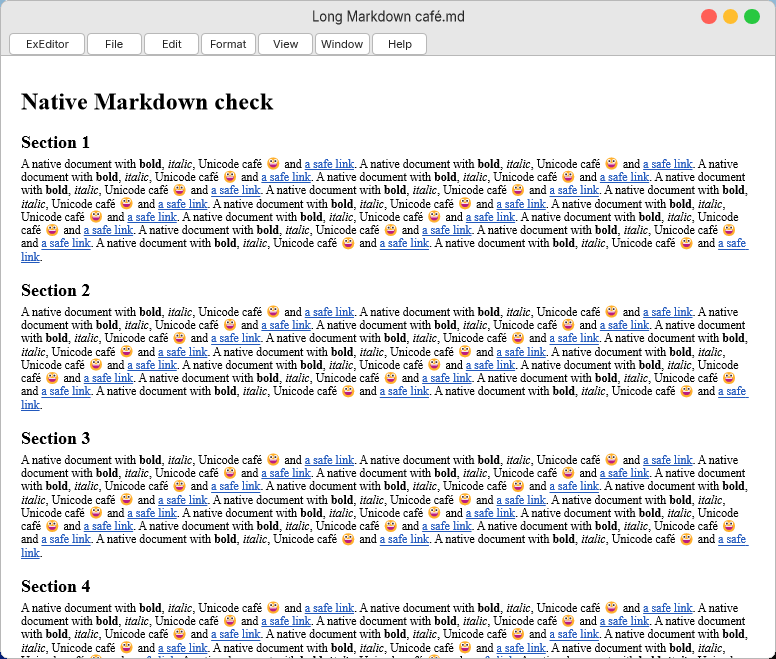 Long Markdown café.md
ExEditor File Edit Format View Window Help
Native Markdown check
Section 1
A native document with bold, italic, Unicode café 😀 and a safe link. A native document with bold, italic, Unicode café 😀 and a safe link. A native
document with bold, italic, Unicode café 😀 and a safe link. A native document with bold, italic, Unicode café 😀 and a safe link. A native document
with bold, italic, Unicode café 😀 and a safe link. A native document with bold, italic, Unicode café 😀 and a safe link. A native document with bold,
italic, Unicode café 😀 and a safe link. A native document with bold, italic, Unicode café 😀 and a safe link. A native document with bold, italic,
Unicode café 😀 and a safe link. A native document with bold, italic, Unicode café 😀 and a safe link. A native document with bold, italic, Unicode
café 😀 and a safe link. A native document with bold, italic, Unicode café 😀 and a safe link. A native document with bold, italic, Unicode café 😀
and a safe link. A native document with bold, italic, Unicode café 😀 and a safe link. A native document with bold, italic, Unicode café 😀 and a safe
link.
Section 2
A native document with bold, italic, Unicode café 😀 and a safe link. A native document with bold, italic, Unicode café 😀 and a safe link. A native
document with bold, italic, Unicode café 😀 and a safe link. A native document with bold, italic, Unicode café 😀 and a safe link. A native document
with bold, italic, Unicode café 😀 and a safe link. A native document with bold, italic, Unicode café 😀 and a safe link. A native document with bold,
italic, Unicode café 😀 and a safe link. A native document with bold, italic, Unicode café 😀 and a safe link. A native document with bold, italic,
Unicode café 😀 and a safe link. A native document with bold, italic, Unicode café 😀 and a safe link. A native document with bold, italic, Unicode
café 😀 and a safe link. A native document with bold, italic, Unicode café 😀 and a safe link. A native document with bold, italic, Unicode café 😀
and a safe link. A native document with bold, italic, Unicode café 😀 and a safe link. A native document with bold, italic, Unicode café 😀 and a safe
link.
Section 3
A native document with bold, italic, Unicode café 😀 and a safe link. A native document with bold, italic, Unicode café 😀 and a safe link. A native
document with bold, italic, Unicode café 😀 and a safe link. A native document with bold, italic, Unicode café 😀 and a safe link. A native document
with bold, italic, Unicode café 😀 and a safe link. A native document with bold, italic, Unicode café 😀 and a safe link. A native document with bold,
italic, Unicode café 😀 and a safe link. A native document with bold, italic, Unicode café 😀 and a safe link. A native document with bold, italic,
Unicode café 😀 and a safe link. A native document with bold, italic, Unicode café 😀 and a safe link. A native document with bold, italic, Unicode
café 😀 and a safe link. A native document with bold, italic, Unicode café 😀 and a safe link. A native document with bold, italic, Unicode café 😀
and a safe link. A native document with bold, italic, Unicode café 😀 and a safe link. A native document with bold, italic, Unicode café 😀 and a safe
link.
Section 4
A native document with bold, italic, Unicode café 😀 and a safe link. A native document with bold, italic, Unicode café 😀 and a safe link. A native
document with bold, italic, Unicode café 😀 and a safe link. A native document with bold, italic, Unicode café 😀 and a safe link. A native document
with bold, italic, Unicode café 😀 and a safe link. A native document with bold, italic, Unicode café 😀 and a safe link. A native document with bold,
italic, Unicode café 😀 and a safe link. A native document with bold, italic, Unicode café 😀 and a safe link. A native document with bold, italic,